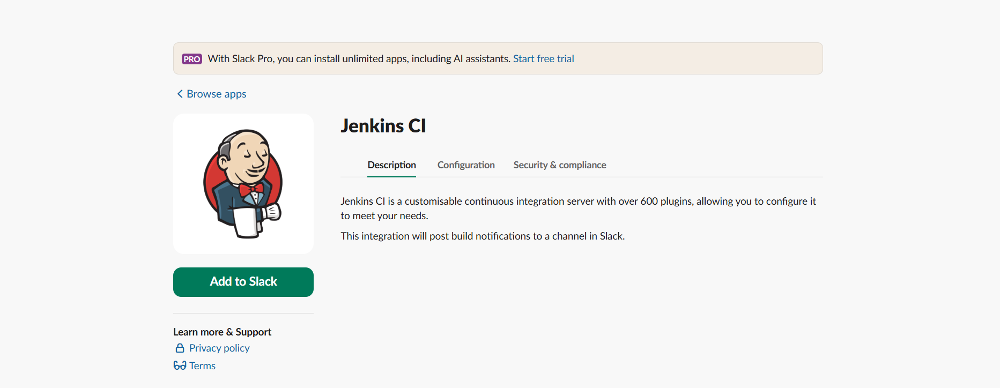 PRO With Slack Pro, you can install unlimited apps, including AI assistants. Start free trial
Browse apps
Jenkins CI
Description Configuration Security & compliance
Jenkins CI is a customisable continuous integration server with over 600 plugins, allowing you to configure it
to meet your needs.
This integration will post build notifications to a channel in Slack.
Add to Slack
Learn more & Support
Privacy policy
Terms